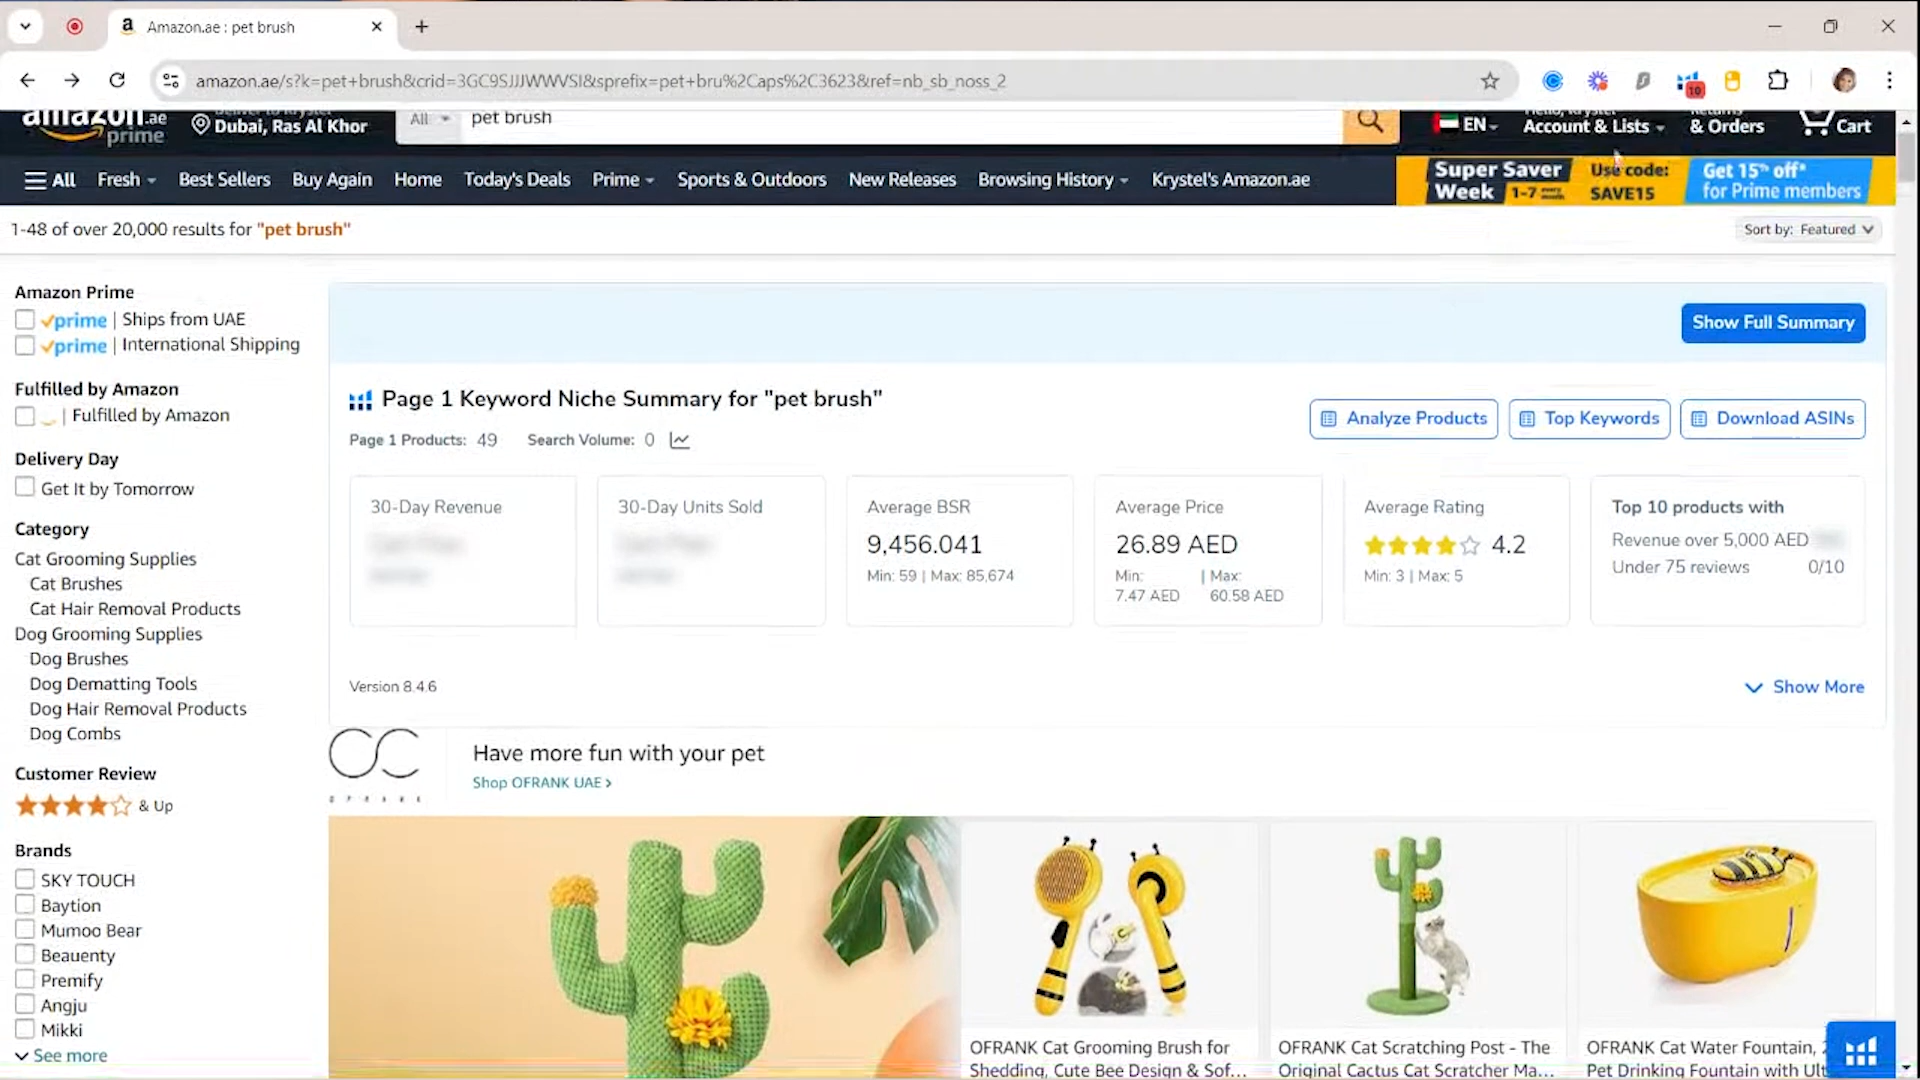 Amazon.ae : pet brush
amazon.ae/s?k=pet+brush&crid=3GC9SJJJWWVSI&sprefix=pet+bru%2Caps%2C3623&ref=nb_sb_noss_2
10
amazon.ae
prime
Dubai, Ras Al Khor
All
pet brush
EN
Account & Lists
& Orders
Cart
All
Fresh
Best Sellers
Buy Again
Home
Today's Deals
Prime
Sports & Outdoors
New Releases
Browsing History
Krystel's Amazon.ae
Super Saver
Week
1-7
Use code:
SAVE15
Get 15% off*
for Prime members
1-48 of over 20,000 results for "pet brush"
Sort by: Featured
Amazon Prime
prime | Ships from UAE
prime | International Shipping
Fulfilled by Amazon
| Fulfilled by Amazon
Delivery Day
Get It by Tomorrow
Category
Cat Grooming Supplies
Cat Brushes
Cat Hair Removal Products
Dog Grooming Supplies
Dog Brushes
Dog Dematting Tools
Dog Hair Removal Products
Dog Combs
Customer Review
& Up
Brands
SKY TOUCH
Baytion
Mumoo Bear
Beauenty
Premify
Angju
Mikki
See more
Show Full Summary
Page 1 Keyword Niche Summary for "pet brush"
Page 1 Products: 49
Search Volume: 0
Analyze Products
Top Keywords
Download ASINs
30-Day Revenue
30-Day Units Sold
Average BSR
9,456.041
Min: 59 | Max: 85,674
Average Price
26.89 AED
Min: | Max:
7.47 AED 60.58 AED
Average Rating
4.2
Min: 3 | Max: 5
Top 10 products with
Revenue over 5,000 AED
Under 75 reviews 0/10
Version 8.4.6
Show More
OC
OFRANK
Have more fun with your pet
Shop OFRANK UAE ›
OFRANK Cat Grooming Brush for
Shedding, Cute Bee Design & Sof...
OFRANK Cat Scratching Post - The
Original Cactus Cat Scratcher Ma...
OFRANK Cat Water Fountain,
Pet Drinking Fountain with Ult